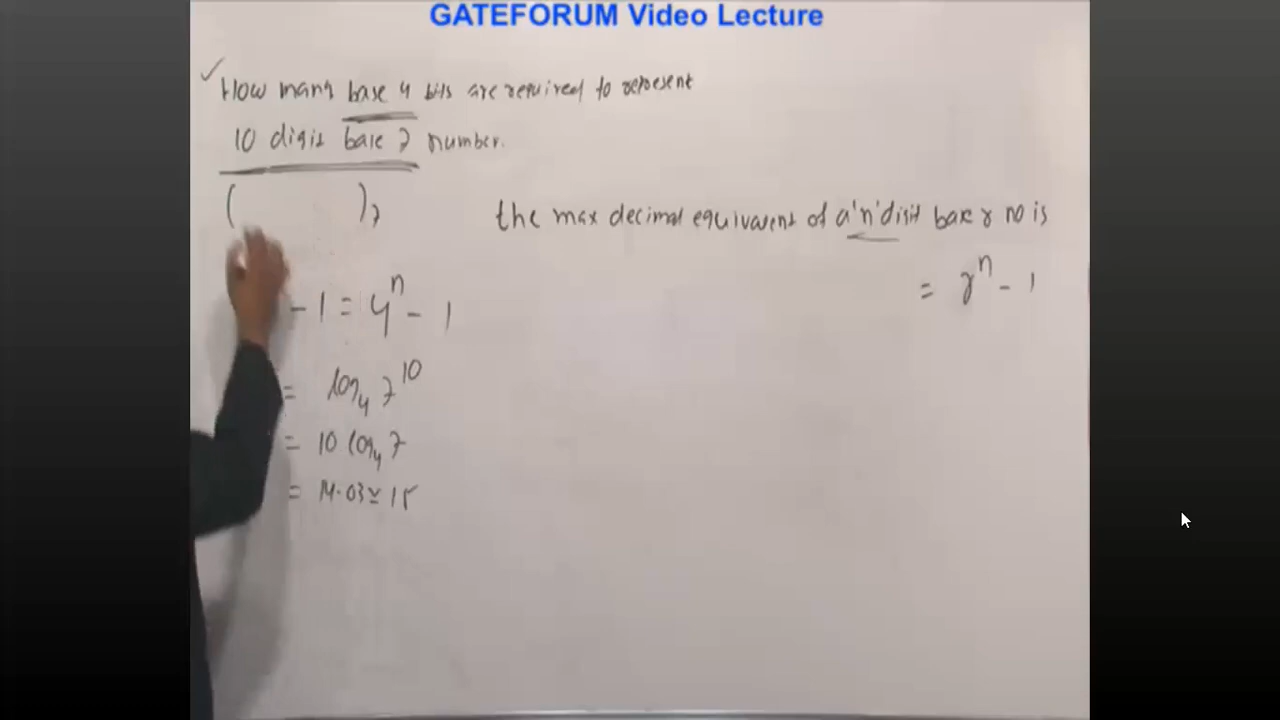 GATEFORUM Video Lecture
How many base 4 bits are required to represent
10 digit base 7 number.
( )7
the max decimal equivalent of a 'n' digit base r no is
= r^n - 1
- 1 = 4^n - 1
= log4 7^10
= 10 log4 7
= 14.03 ≃ 15